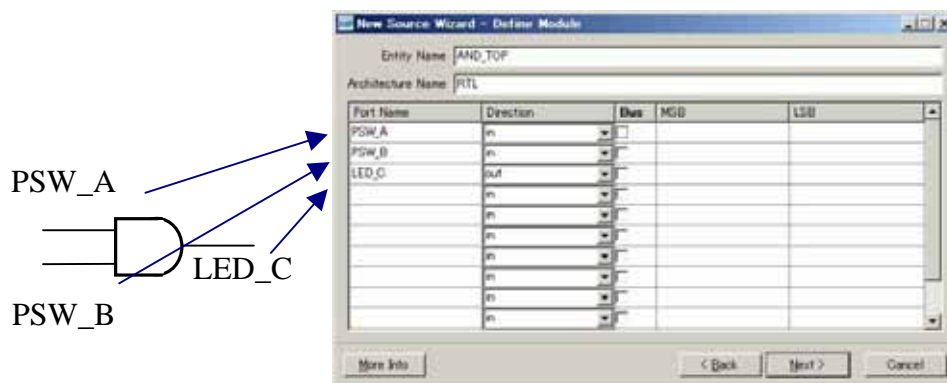 New Source Wizard - Define Module
Entity Name AND_TOP
Architecture Name RTL
Port Name Direction Bus MSB LSB
PSW_A in
PSW_B in
LED_C out
in
in
in
in
in
in
in
More Info < Back Next > Cancel
PSW_A
LED_C
PSW_B